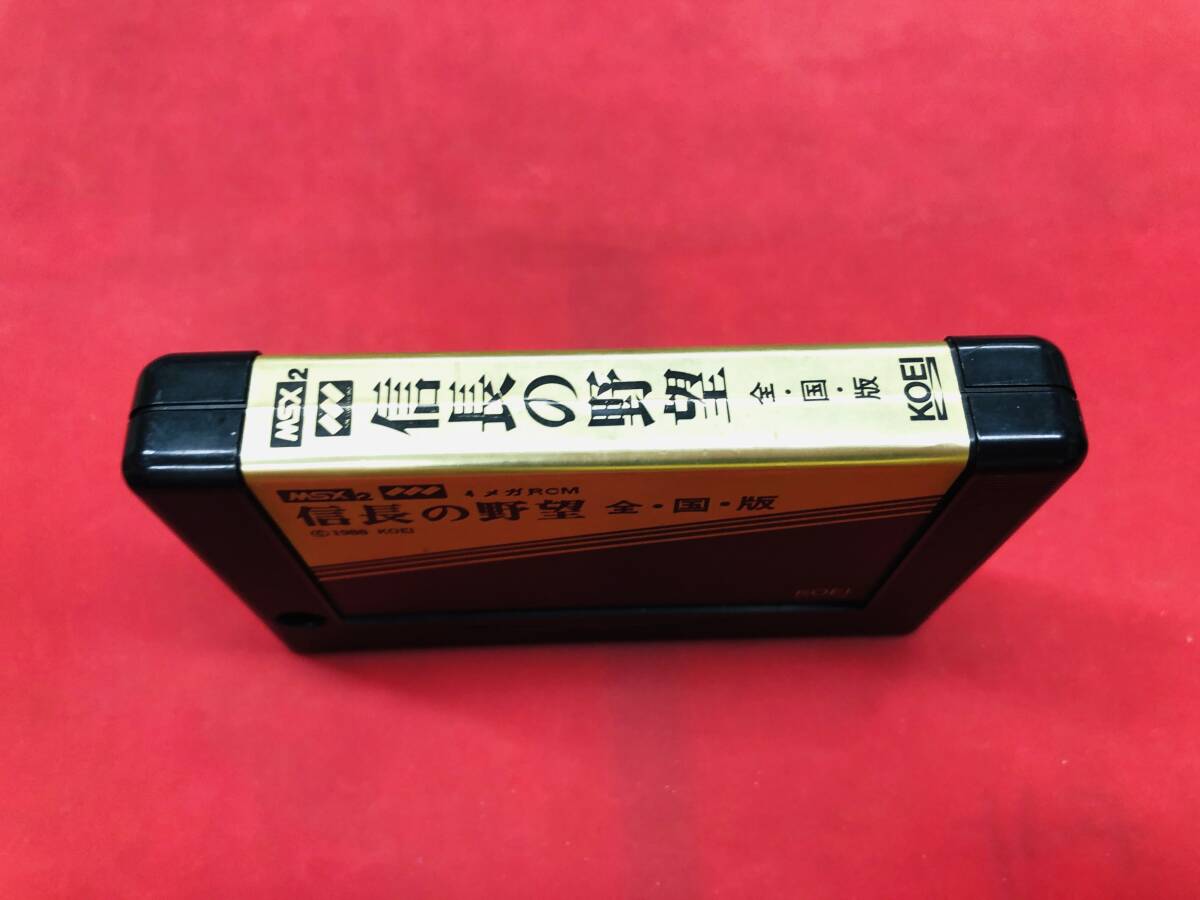 MSX2
信長の野望 全・国・版 KOEI
MSX2 4メガROM
信長の野望 全・国・版
©1986 KOEI
KOEI